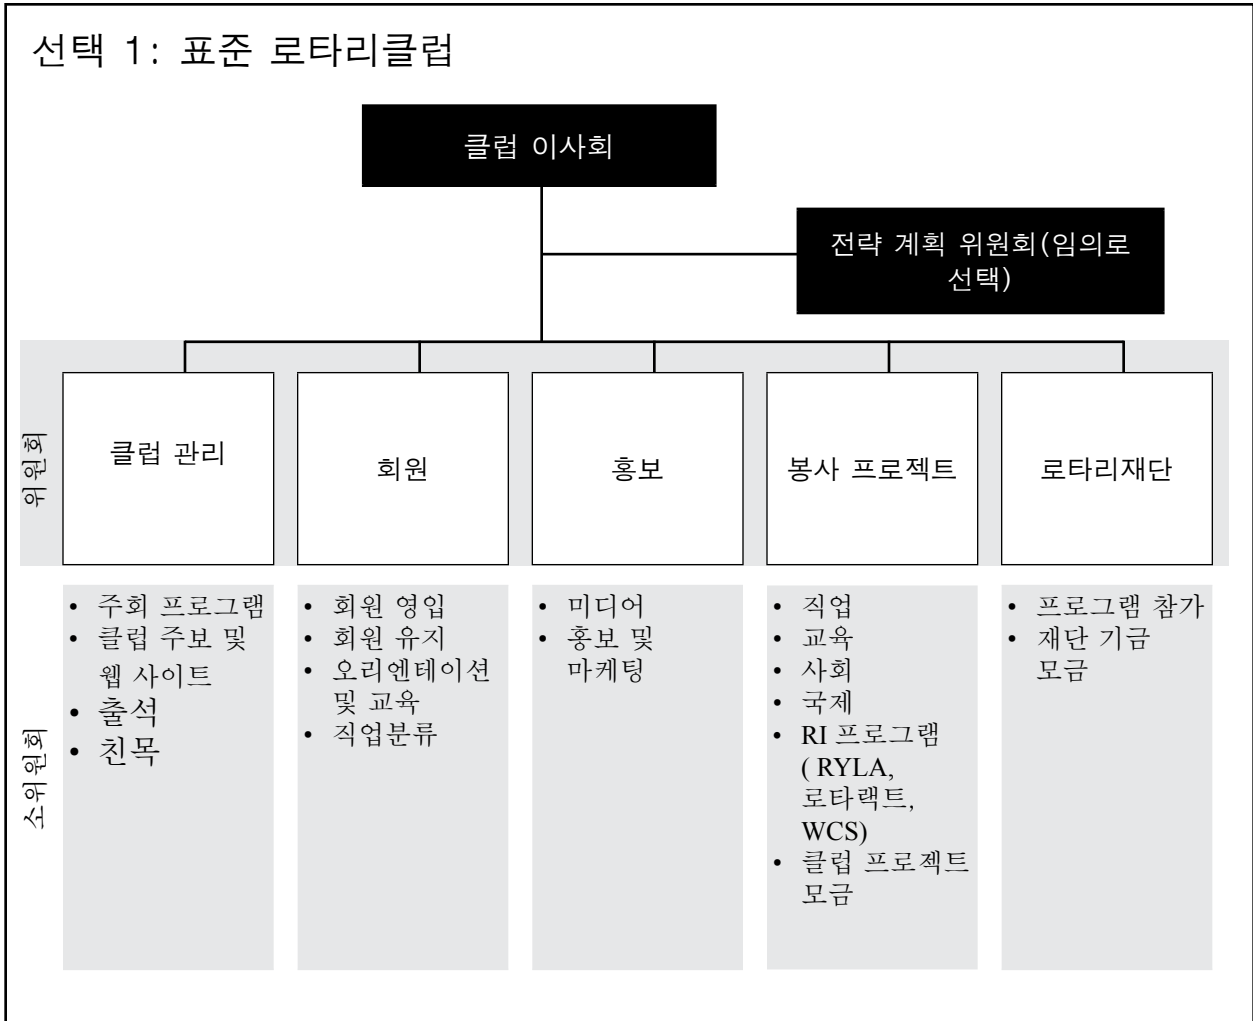 선택 1: 표준 로타리클럽
클럽 이사회
전략 계획 위원회(임의로
선택)
위원회
클럽 관리
회원
홍보
봉사 프로젝트
로타리재단
소위원회
• 주회 프로그램
• 클럽 주보 및
웹 사이트
• 출석
• 친목
• 회원 영입
• 회원 유지
• 오리엔테이션
및 교육
• 직업분류
• 미디어
• 홍보 및
마케팅
• 직업
• 교육
• 사회
• 국제
• RI 프로그램
( RYLA,
로타랙트,
WCS)
• 클럽 프로젝트
모금
• 프로그램 참가
• 재단 기금
모금